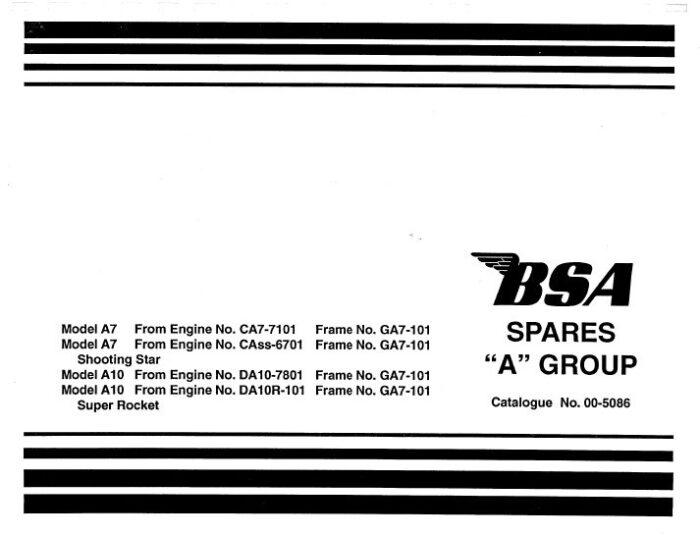 Model A7 From Engine No. CA7-7101 Frame No. GA7-101
Model A7 From Engine No. CAss-6701 Frame No. GA7-101
Shooting Star
Model A10 From Engine No. DA10-7801 Frame No. GA7-101
Model A10 From Engine No. DA10R-101 Frame No. GA7-101
Super Rocket
BSA
SPARES
“A” GROUP
Catalogue No. 00-5086